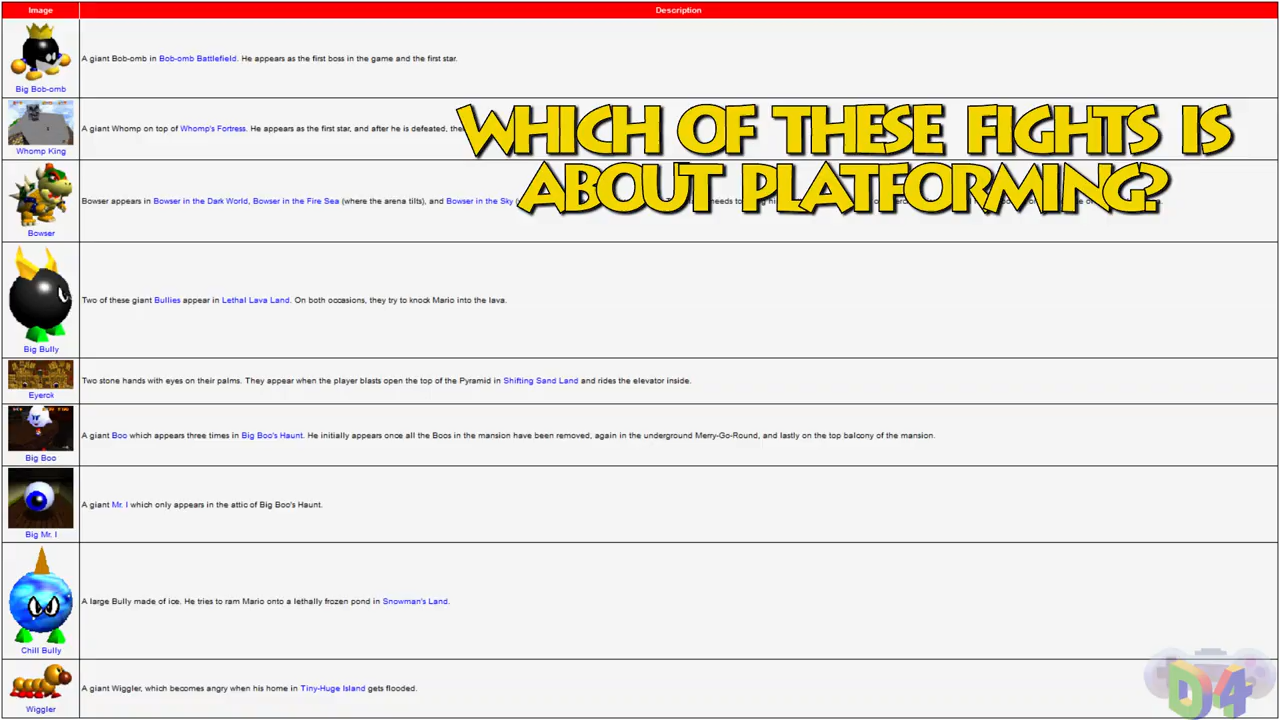 Image Description
A giant Bob-omb in Bob-omb Battlefield. He appears as the first boss in the game and the first star.
Big Bob-omb
WHICH OF THESE FIGHTS IS
ABOUT PLATFORMING?
A giant Whomp on top of Whomp's Fortress. He appears as the first star, and after he is defeated, the
Whomp King
Bowser appears in Bowser in the Dark World, Bowser in the Fire Sea (where the arena tilts), and Bowser in the Sky
Bowser
Two of these giant Bullies appear in Lethal Lava Land. On both occasions, they try to knock Mario into the lava.
Big Bully
Two stone hands with eyes on their palms. They appear when the player blasts open the top of the Pyramid in Shifting Sand Land and rides the elevator inside.
Eyerok
A giant Boo which appears three times in Big Boo's Haunt. He initially appears once all the Boos in the mansion have been removed, again in the underground Merry-Go-Round, and lastly on the top balcony of the mansion.
Big Boo
A giant Mr. I which only appears in the attic of Big Boo's Haunt.
Big Mr. I
A large Bully made of ice. He tries to ram Mario onto a lethally frozen pond in Snowman's Land.
Chill Bully
A giant Wiggler, which becomes angry when his home in Tiny-Huge Island gets flooded.
Wiggler
D4